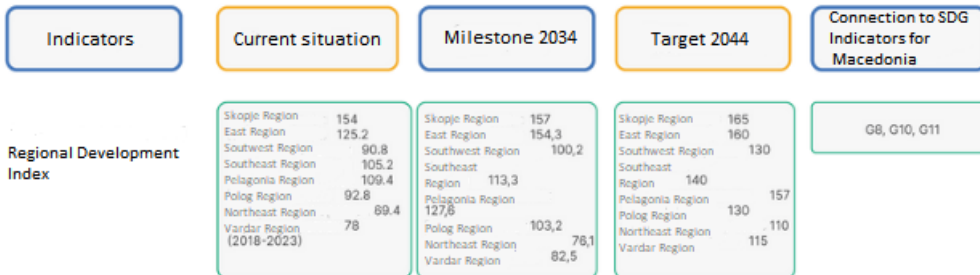 Indicators
Current situation
Milestone 2034
Target 2044
Connection to SDG
Indicators for
Macedonia
Regional Development
Index
Skopje Region 154
East Region 125.2
Soutwest Region 90.8
Southeast Region 105.2
Pelagonia Region 109.4
Polog Region 92.8
Northeast Region 69.4
Vardar Region 78
(2018-2023)
Skopje Region 157
East Region 154,3
Southwest Region 100,2
Southeast
Region 113,3
Pelagonia Region
127,6
Polog Region 103,2
Northeast Region 76,1
Vardar Region 82,5
Skopje Region 165
East Region 160
Southwest Region 130
Southeast
Region 140
Pelagonia Region 157
Polog Region 130
Northeast Region 110
Vardar Region 115
G8, G10, G11